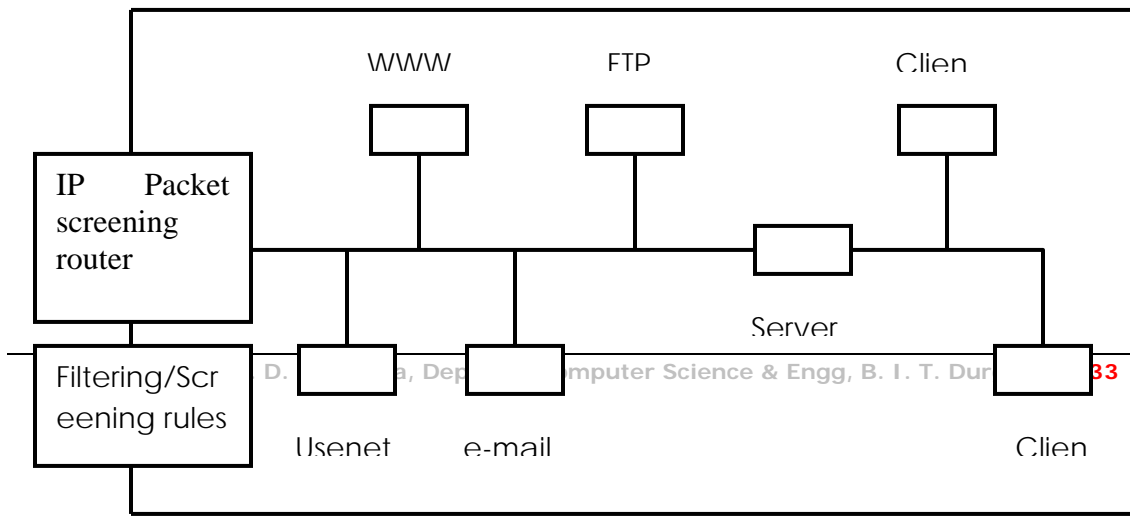 WWW
FTP
Clien
IP Packet
screening
router
Server
Filtering/Scr
eening rules
D. a, Dep omputer Science & Engg, B. I. T. Dur 33
Usenet
e-mail
Clien